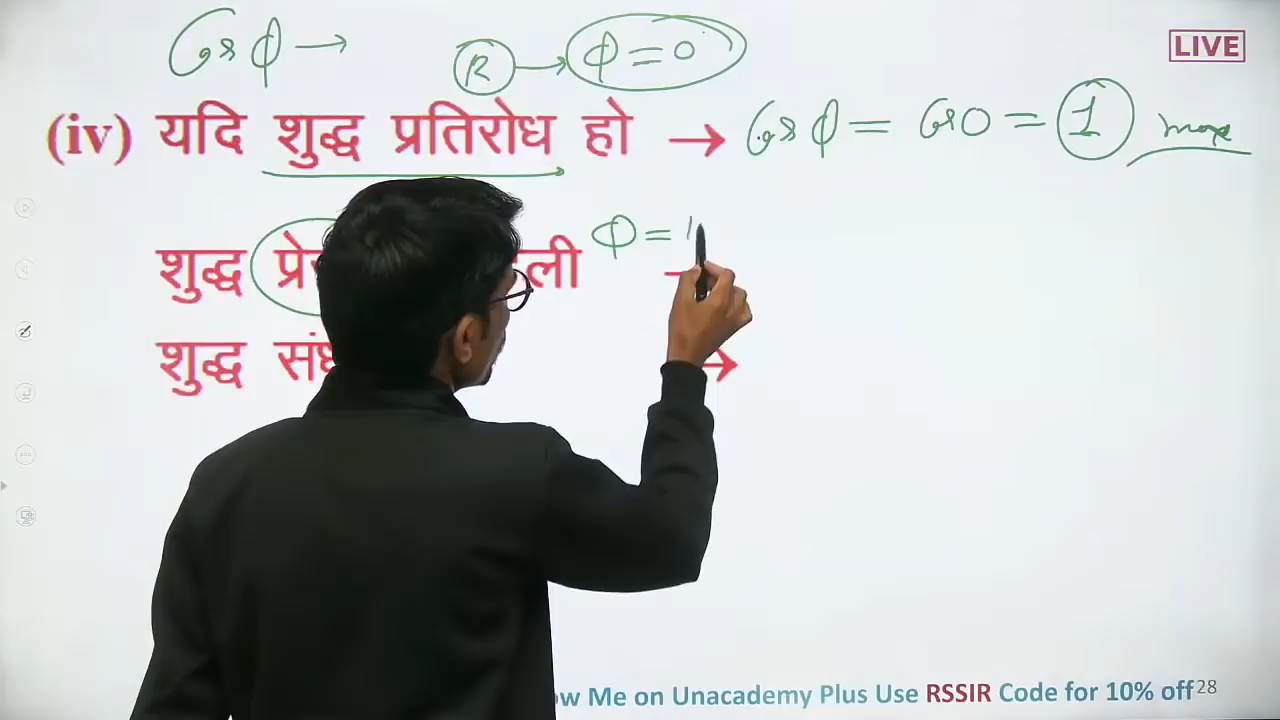 cos φ →
R → φ = 0
LIVE
(iv) यदि शुद्ध प्रतिरोध हो → cos φ = cos 0 = 1 max
शुद्ध φ =
शुद्ध →
Me on Unacademy Plus Use RSSIR Code for 10% off 28